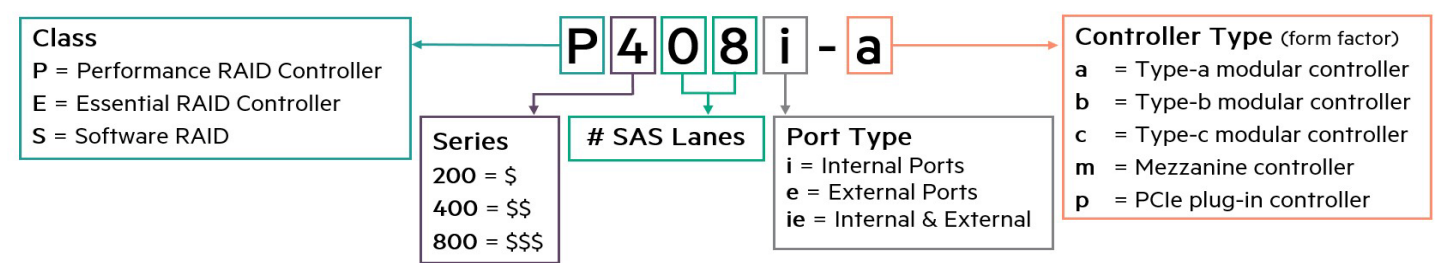 P408i-a
Class
P = Performance RAID Controller
E = Essential RAID Controller
S = Software RAID
Series
200 = $
400 = $$
800 = $$$
# SAS Lanes
Port Type
i = Internal Ports
e = External Ports
ie = Internal & External
Controller Type (form factor)
a = Type-a modular controller
b = Type-b modular controller
c = Type-c modular controller
m = Mezzanine controller
p = PCIe plug-in controller